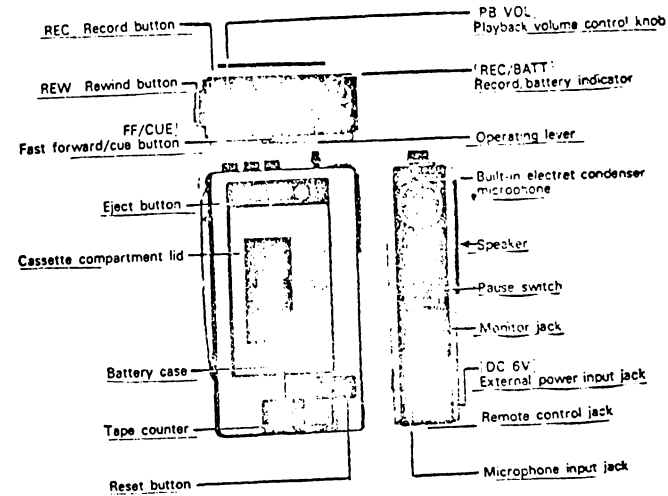 REC Record button
REW Rewind button
FF/CUE
Fast forward/cue button
Eject button
Cassette compartment lid
Battery case
Tape counter
Reset button
PB VOL
Playback volume control knob
REC/BATT
Record, battery indicator
Operating lever
Built-in electret condenser
microphone
Speaker
Pause switch
Monitor jack
DC 6V
External power input jack
Remote control jack
Microphone input jack